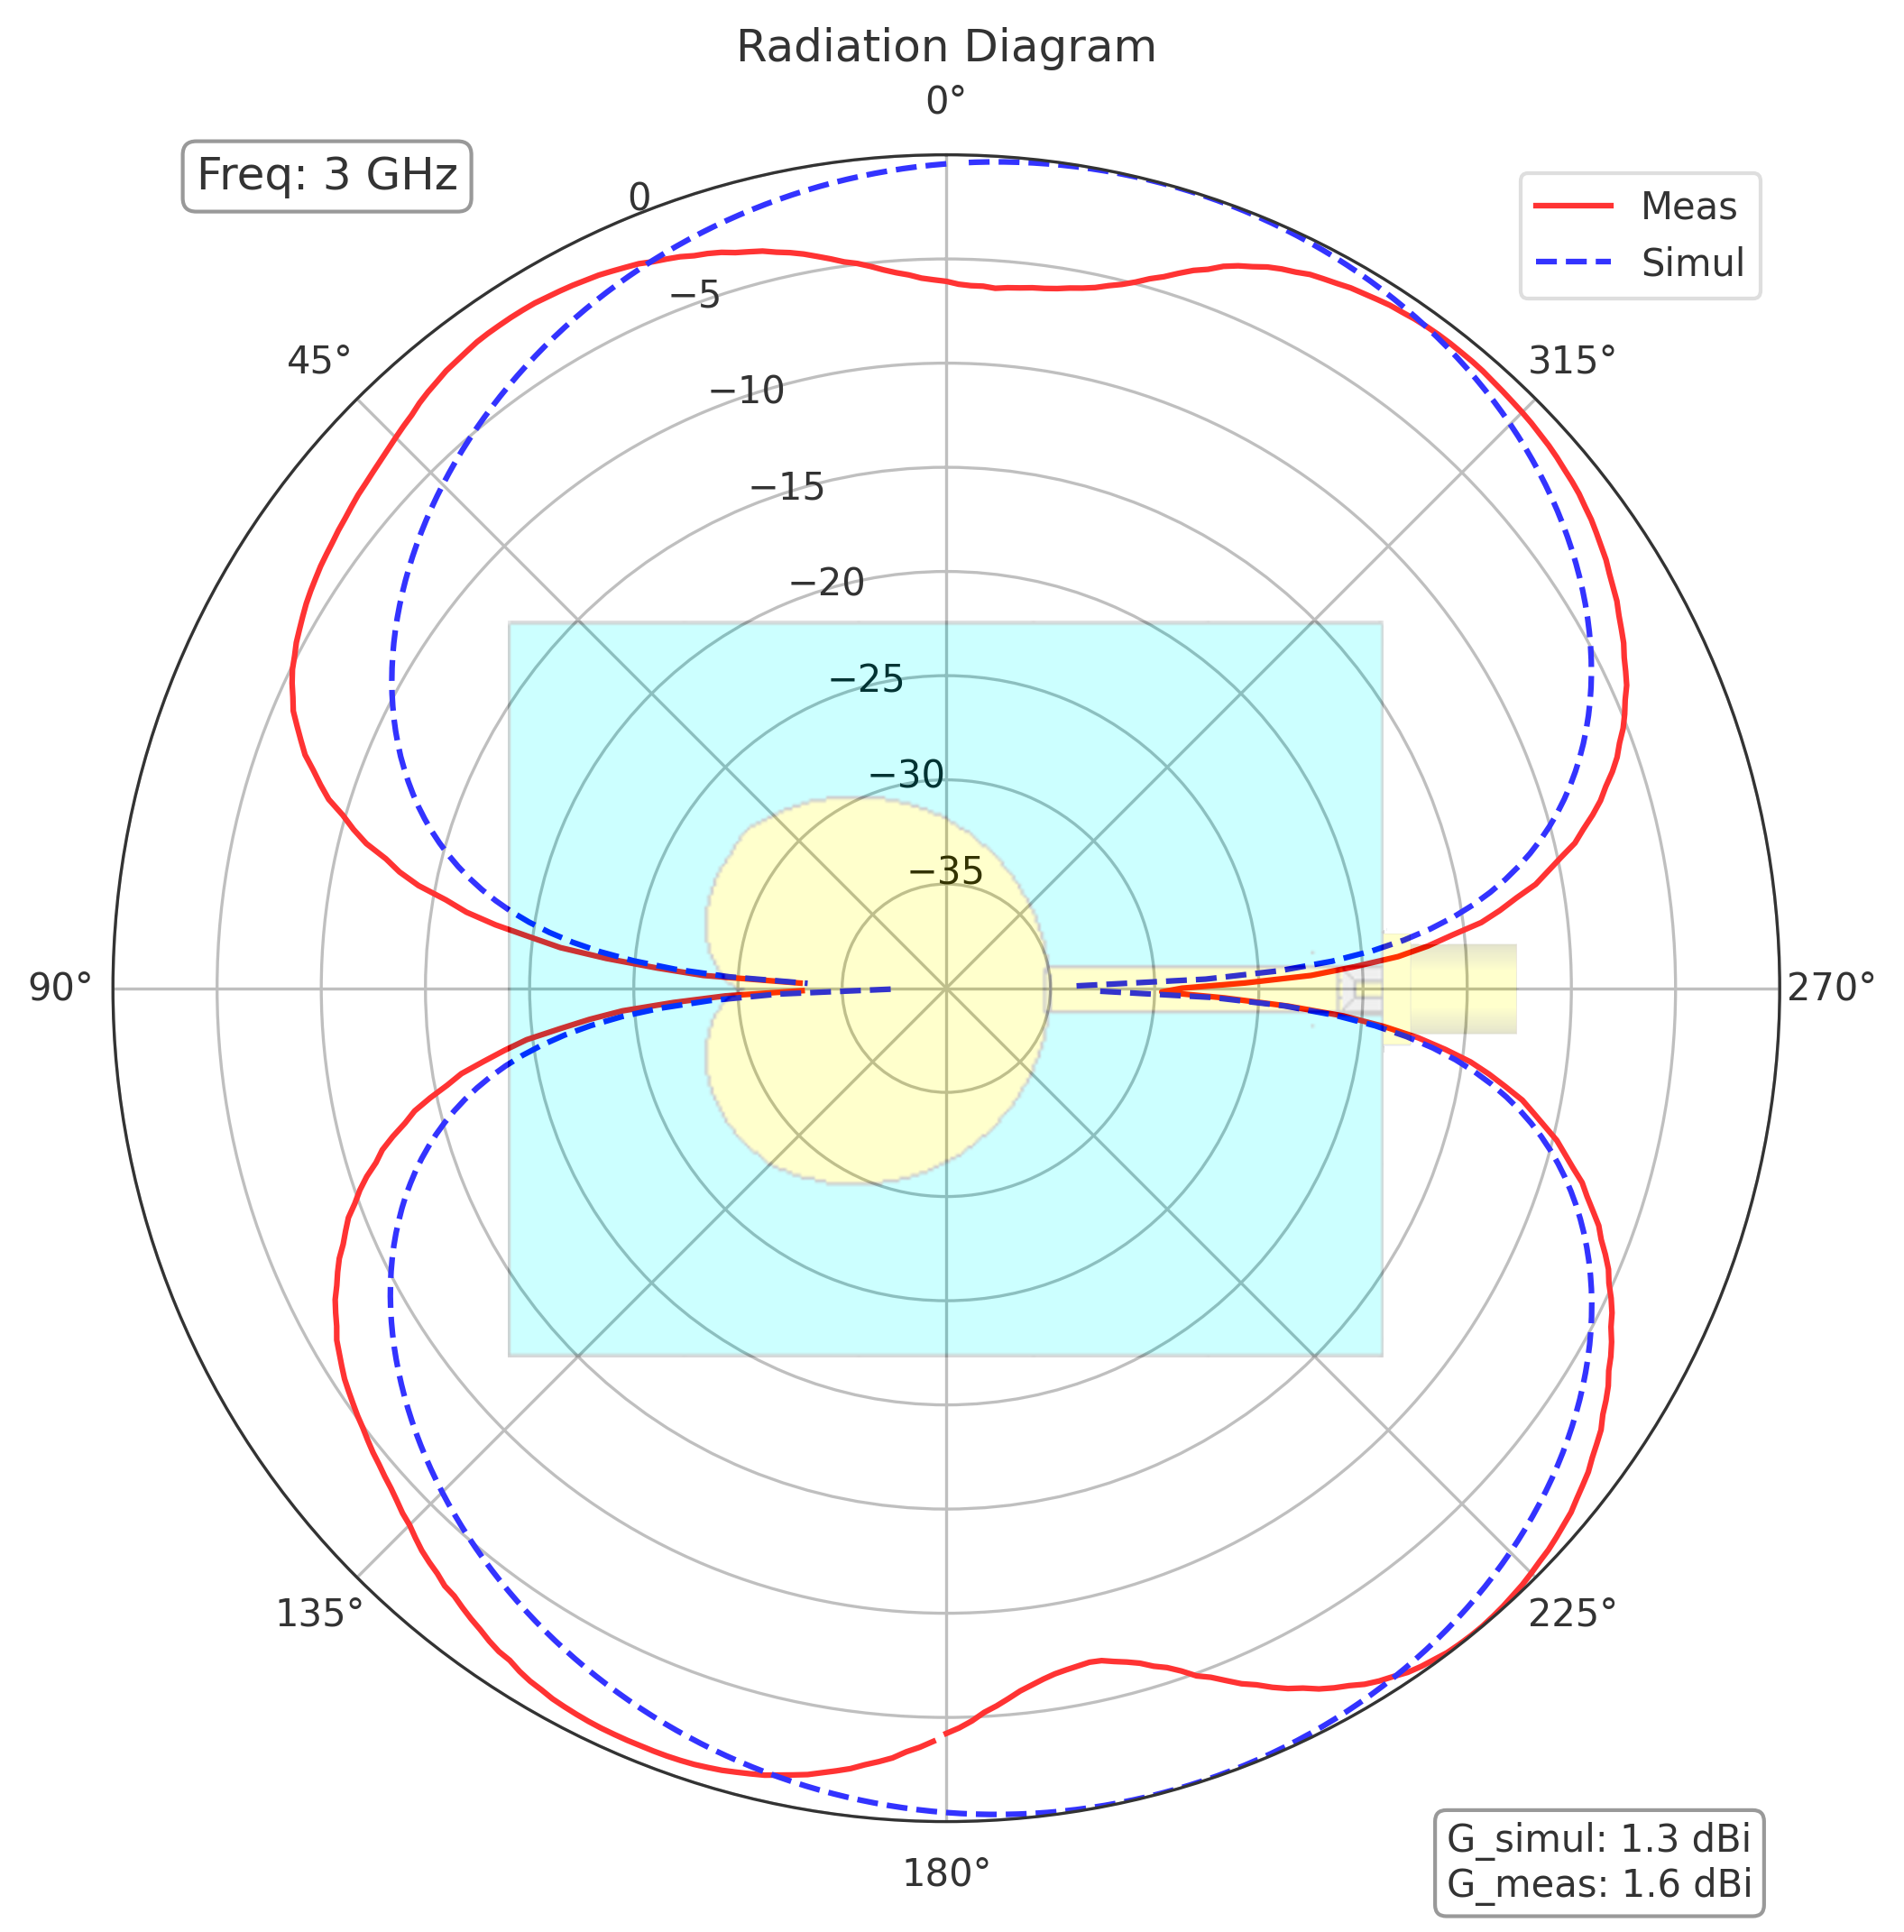 Radiation Diagram
0°
Freq: 3 GHz
0
Meas
Simul
−5
45°
315°
−10
−15
−20
−25
−30
−35
90°
270°
135°
225°
180°
G_simul: 1.3 dBi
G_meas: 1.6 dBi